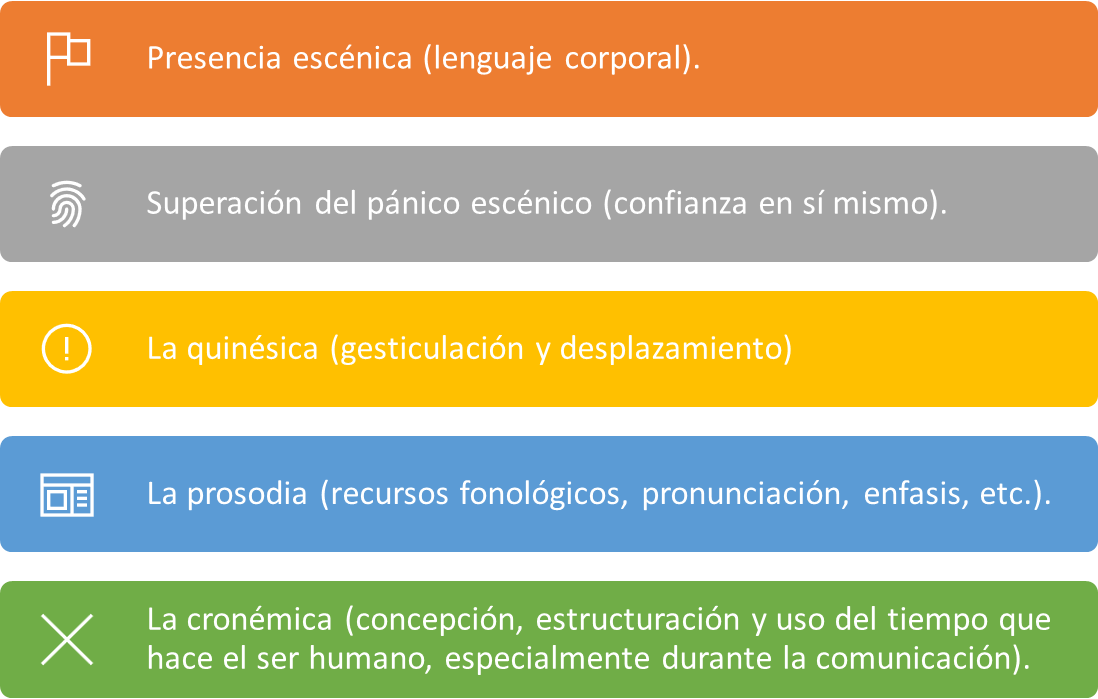 Presencia escénica (lenguaje corporal).
Superación del pánico escénico (confianza en sí mismo).
La quinésica (gesticulación y desplazamiento)
La prosodia (recursos fonológicos, pronunciación, enfasis, etc.).
La cronémica (concepción, estructuración y uso del tiempo que
hace el ser humano, especialmente durante la comunicación).